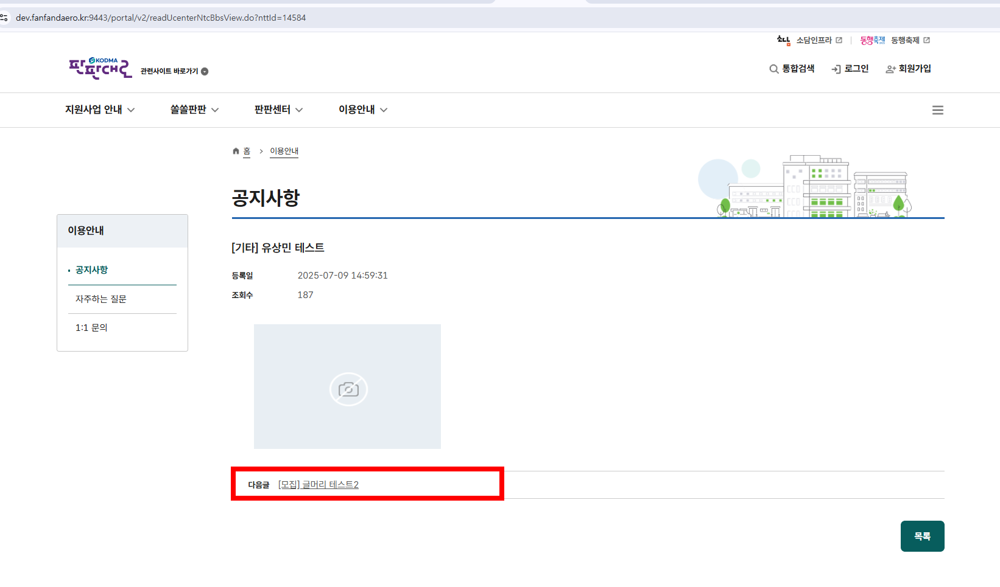 dev.fanfandaero.kr:9443/portal/v2/readUcenterNtcBbsView.do?nttId=14584
소담 소담인프라 동행축제 동행축제
KODMA
판판대로 관련사이트 바로가기
통합검색 로그인 회원가입
지원사업 안내 쏠쏠판판 판판센터 이용안내
홈 > 이용안내
공지사항
이용안내
공지사항
자주하는 질문
1:1 문의
[기타] 유상민 테스트
등록일 2025-07-09 14:59:31
조회수 187
다음글 [모집] 글머리 테스트2
목록